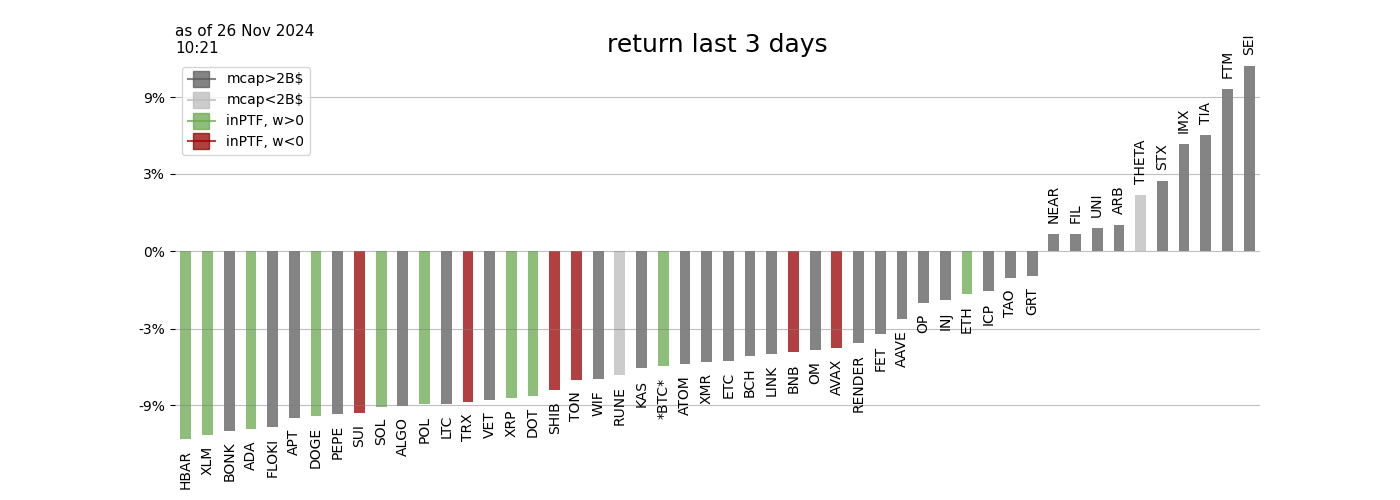 as of 26 Nov 2024
10:21
return last 3 days
mcap>2B$
mcap<2B$
inPTF, w>0
inPTF, w<0
9%
3%
0%
-3%
-9%
HBAR
XLM
BONK
ADA
FLOKI
APT
DOGE
PEPE
SUI
SOL
ALGO
POL
LTC
TRX
VET
XRP
DOT
SHIB
TON
WIF
RUNE
KAS
*BTC*
ATOM
XMR
ETC
BCH
LINK
BNB
OM
AVAX
RENDER
FET
AAVE
OP
INJ
ETH
ICP
TAO
GRT
NEAR
FIL
UNI
ARB
THETA
STX
IMX
TIA
FTM
SEI